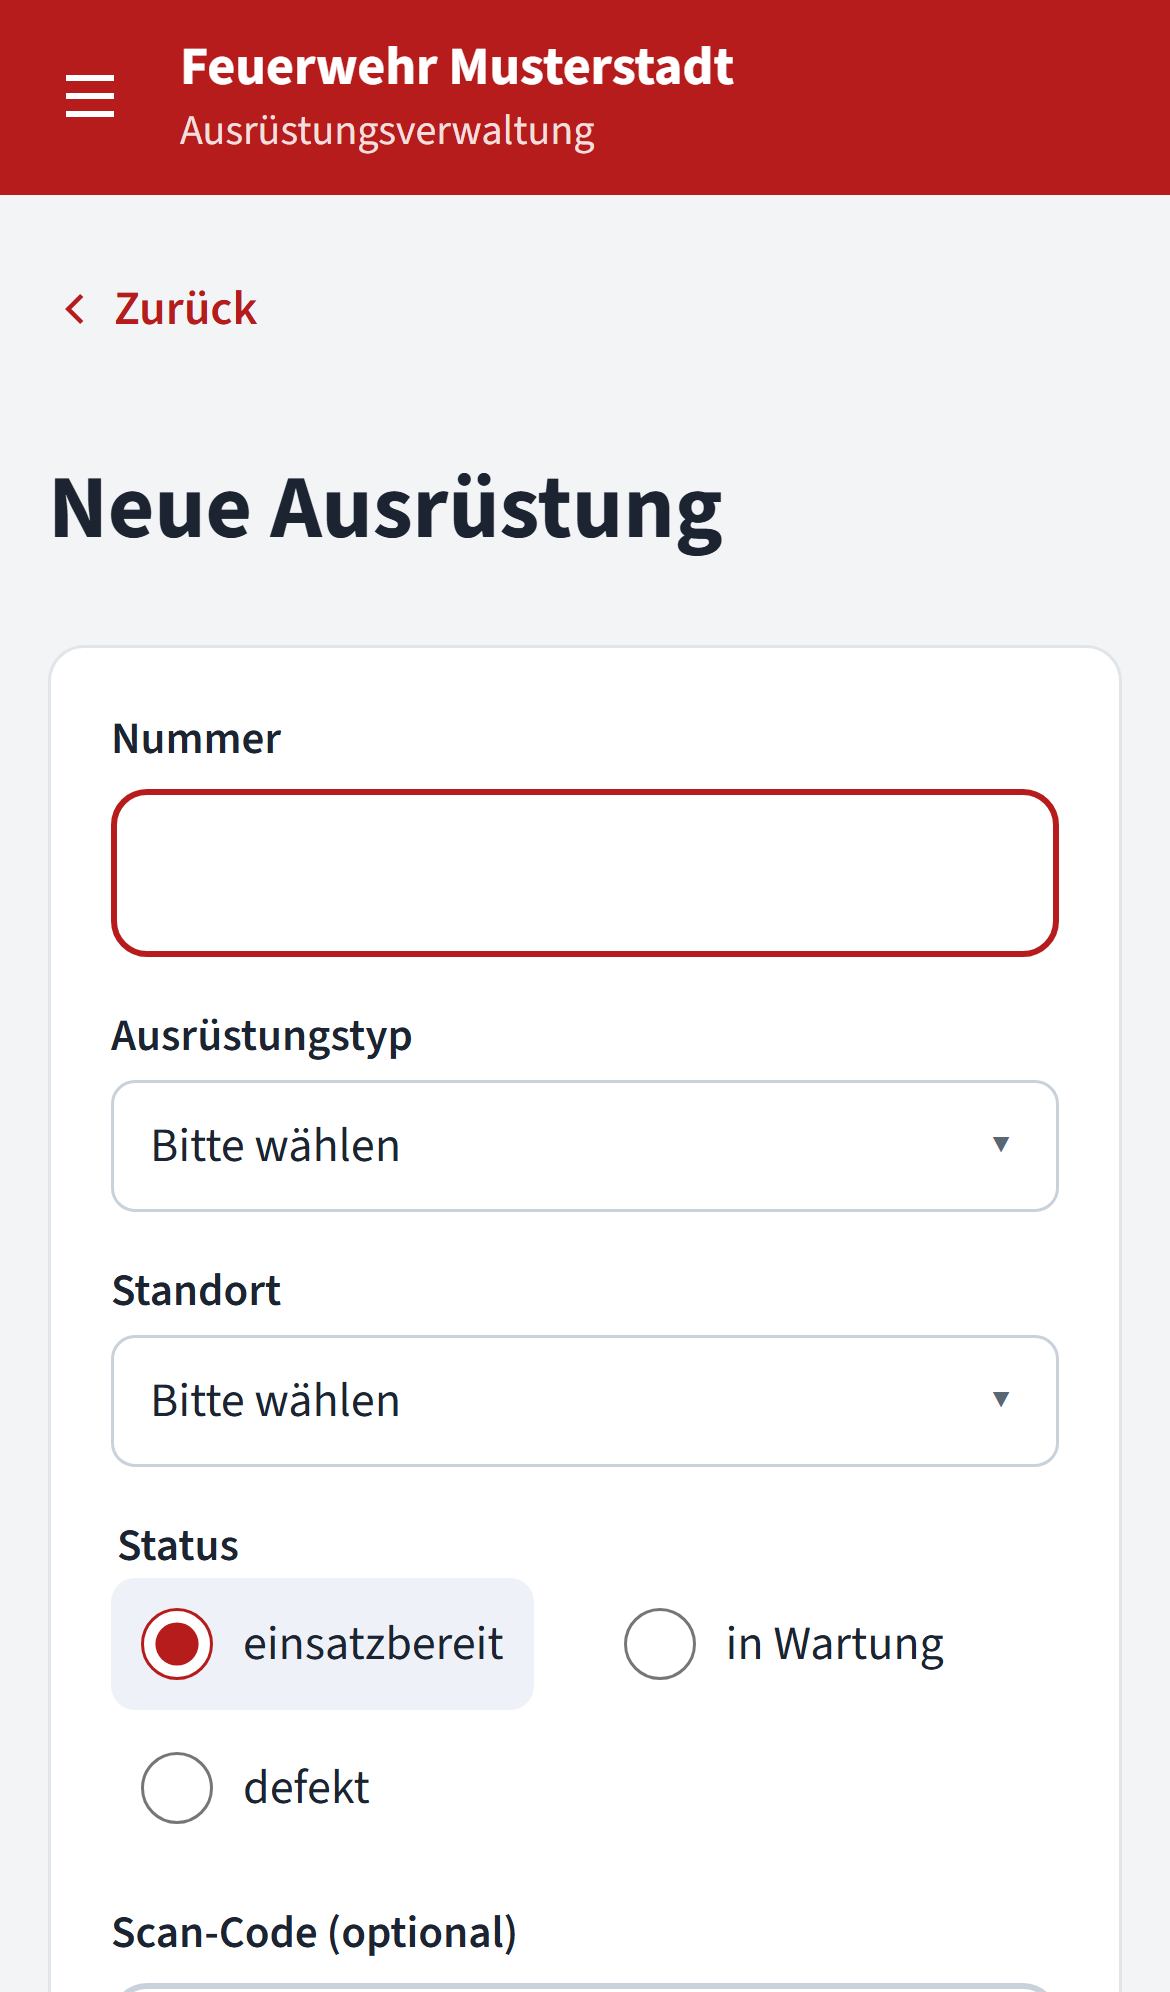 Feuerwehr Musterstadt
Ausrüstungsverwaltung
Zurück
Neue Ausrüstung
Nummer
Ausrüstungstyp
Bitte wählen
Standort
Bitte wählen
Status
einsatzbereit
in Wartung
defekt
Scan-Code (optional)